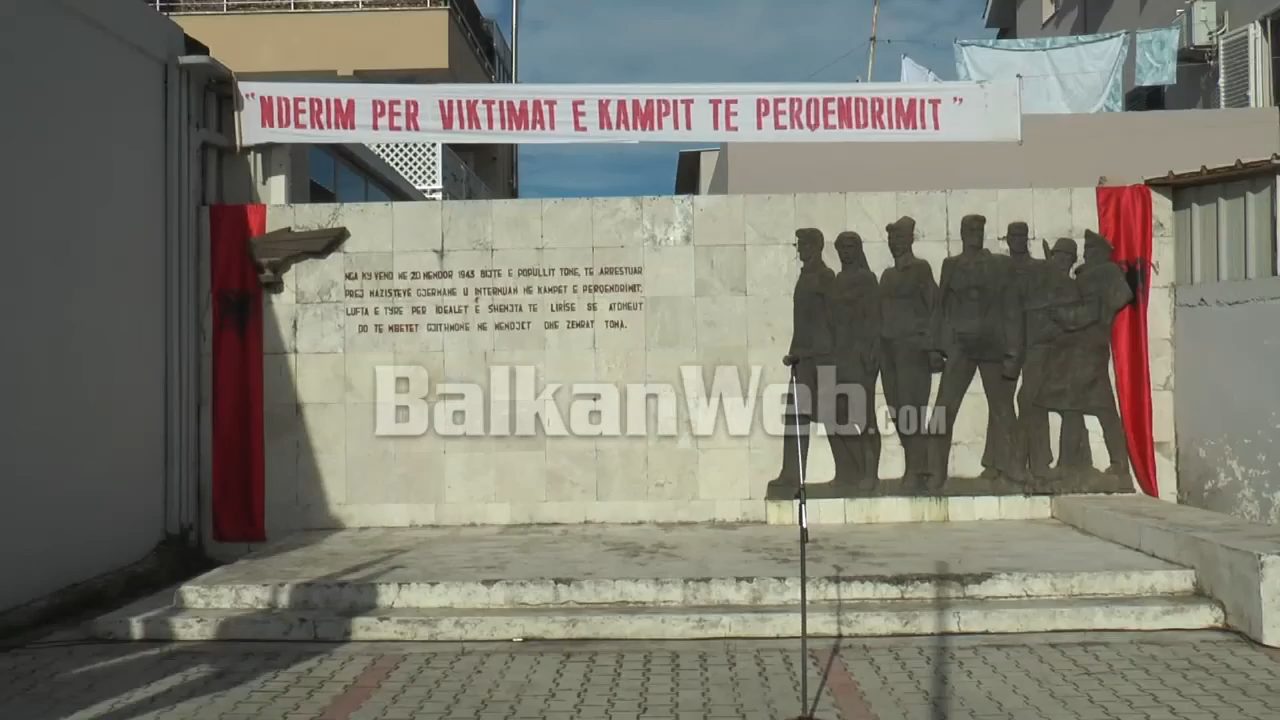 "NDERIM PER VIKTIMAT E KAMPIT TE PERQENDRIMIT"
NGA KY VEND ME 20 NENDOR 1943 BIJTE E POPULLIT TONE, TE ARRESTUAR
PREJ NAZISTEVE GJERMANE U INTERNUAN NE KAMPET E PERQENDRIMIT;
LUFTA E TYRE PER IDEALET E SHENJTA TE LIRISE SE ATDHEUT
DO TE MBETET GJITHMONE NE MENDJET DHE ZEMRAT TONA.
BalkanWeb.com